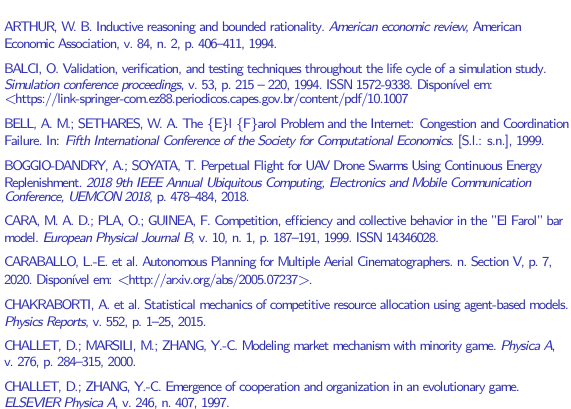 ARTHUR, W. B. Inductive reasoning and bounded rationality. American economic review, American
Economic Association, v. 84, n. 2, p. 406–411, 1994.
BALCI, O. Validation, verification, and testing techniques throughout the life cycle of a simulation study.
Simulation conference proceedings, v. 53, p. 215 – 220, 1994. ISSN 1572-9338. Disponível em:
<https://link-springer-com.ez88.periodicos.capes.gov.br/content/pdf/10.1007
BELL, A. M.; SETHARES, W. A. The {E}l {F}arol Problem and the Internet: Congestion and Coordination
Failure. In: Fifth International Conference of the Society for Computational Economics. [S.l.: s.n.], 1999.
BOGGIO-DANDRY, A.; SOYATA, T. Perpetual Flight for UAV Drone Swarms Using Continuous Energy
Replenishment. 2018 9th IEEE Annual Ubiquitous Computing, Electronics and Mobile Communication
Conference, UEMCON 2018, p. 478–484, 2018.
CARA, M. A. D.; PLA, O.; GUINEA, F. Competition, efficiency and collective behavior in the "El Farol" bar
model. European Physical Journal B, v. 10, n. 1, p. 187–191, 1999. ISSN 14346028.
CARABALLO, L.-E. et al. Autonomous Planning for Multiple Aerial Cinematographers. n. Section V, p. 7,
2020. Disponível em: <http://arxiv.org/abs/2005.07237>.
CHAKRABORTI, A. et al. Statistical mechanics of competitive resource allocation using agent-based models.
Physics Reports, v. 552, p. 1–25, 2015.
CHALLET, D.; MARSILI, M.; ZHANG, Y.-C. Modeling market mechanism with minority game. Physica A,
v. 276, p. 284–315, 2000.
CHALLET, D.; ZHANG, Y.-C. Emergence of cooperation and organization in an evolutionary game.
ELSEVIER Physica A, v. 246, n. 407, 1997.